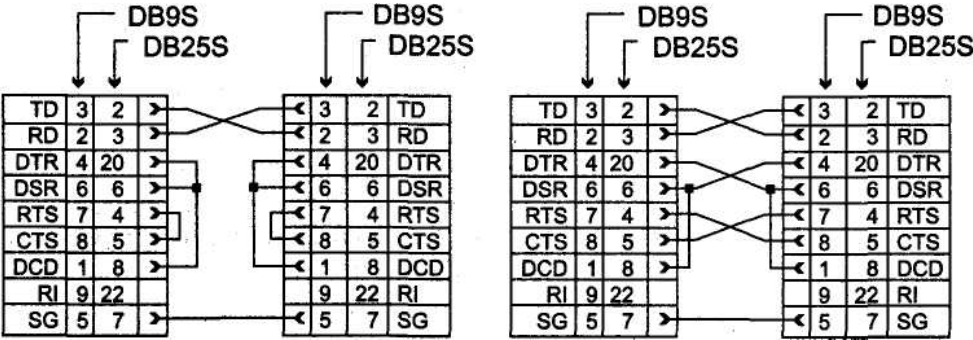 DB9S DB9S DB9S DB9S
DB25S DB25S DB25S DB25S
TD 3 2 3 2 TD TD 3 2 3 2 TD
RD 2 3 2 3 RD RD 2 3 2 3 RD
DTR 4 20 4 20 DTR DTR 4 20 4 20 DTR
DSR 6 6 6 6 DSR DSR 6 6 6 6 DSR
RTS 7 4 7 4 RTS RTS 7 4 7 4 RTS
CTS 8 5 8 5 CTS CTS 8 5 8 5 CTS
DCD 1 8 1 8 DCD DCD 1 8 1 8 DCD
RI 9 22 9 22 RI RI 9 22 9 22 RI
SG 5 7 5 7 SG SG 5 7 5 7 SG